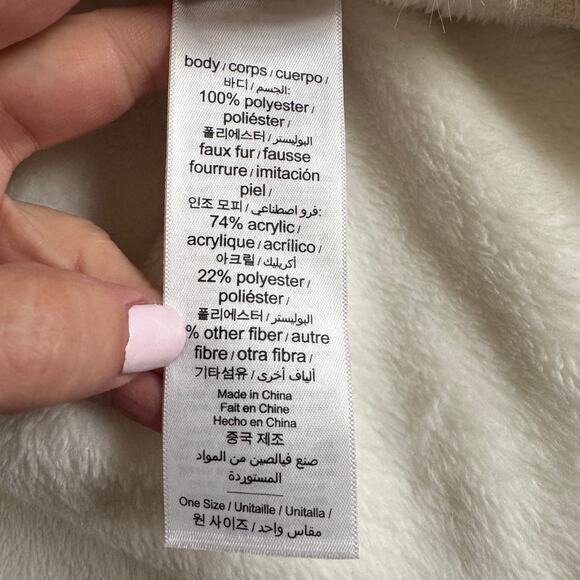 body / corps / cuerpo /
바디 / الجسم:
100% polyester /
poliéster /
폴리에스터 / البوليستر
faux fur / fausse
fourrure / imitación
piel /
인조 모피 / فرو اصطناعي:
74% acrylic /
acrylique / acrílico /
아크릴 / أكريليك
22% polyester /
poliéster /
폴리에스터 / البوليستر
% other fiber / autre
fibre / otra fibra /
기타섬유 / ألياف أخرى
Made in China
Fait en Chine
Hecho en China
중국 제조
صنع فيالصين من المواد
المستوردة
One Size / Unitaille / Unitalla /
원 사이즈 / مقاس واحد